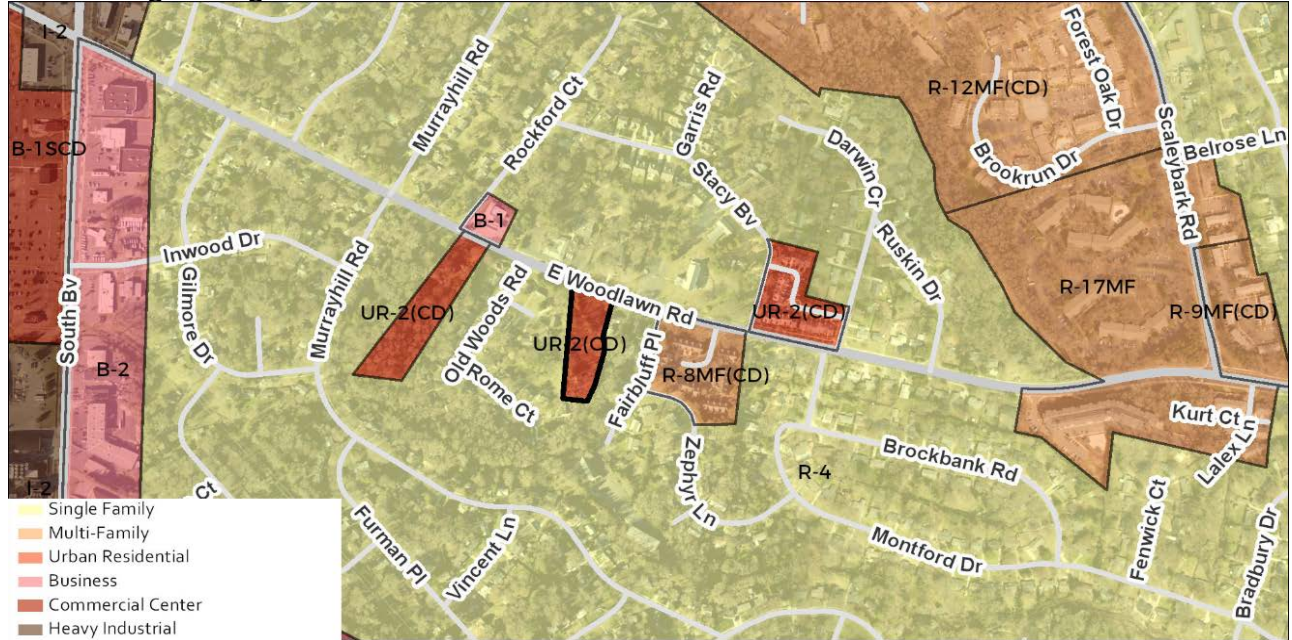 I-2
B-1SCD
South Bv
B-2
I-2
Inwood Dr
Gilmore Dr
Murrayhill Rd
Murrayhill Rd
Rockford Ct
B-1
UR-2(CD)
Old Woods Rd
Rome Ct
E Woodlawn Rd
UR-2(CD)
Fairbluff Pl
R-8MF(CD)
Zephyr Ln
Garris Rd
Stacy Bv
Darwin Cr
Ruskin Dr
UR-2(CD)
R-12MF(CD)
Forest Oak Dr
Brookrun Dr
Scaleybark Rd
Belrose Ln
R-17MF
R-9MF(CD)
Kurt Ct
Lalex Ln
Brockbank Rd
R-4
Montford Dr
Fenwick Ct
Bradbury Dr
Furman Pl
Vincent Ln
Ct
Single Family
Multi-Family
Urban Residential
Business
Commercial Center
Heavy Industrial